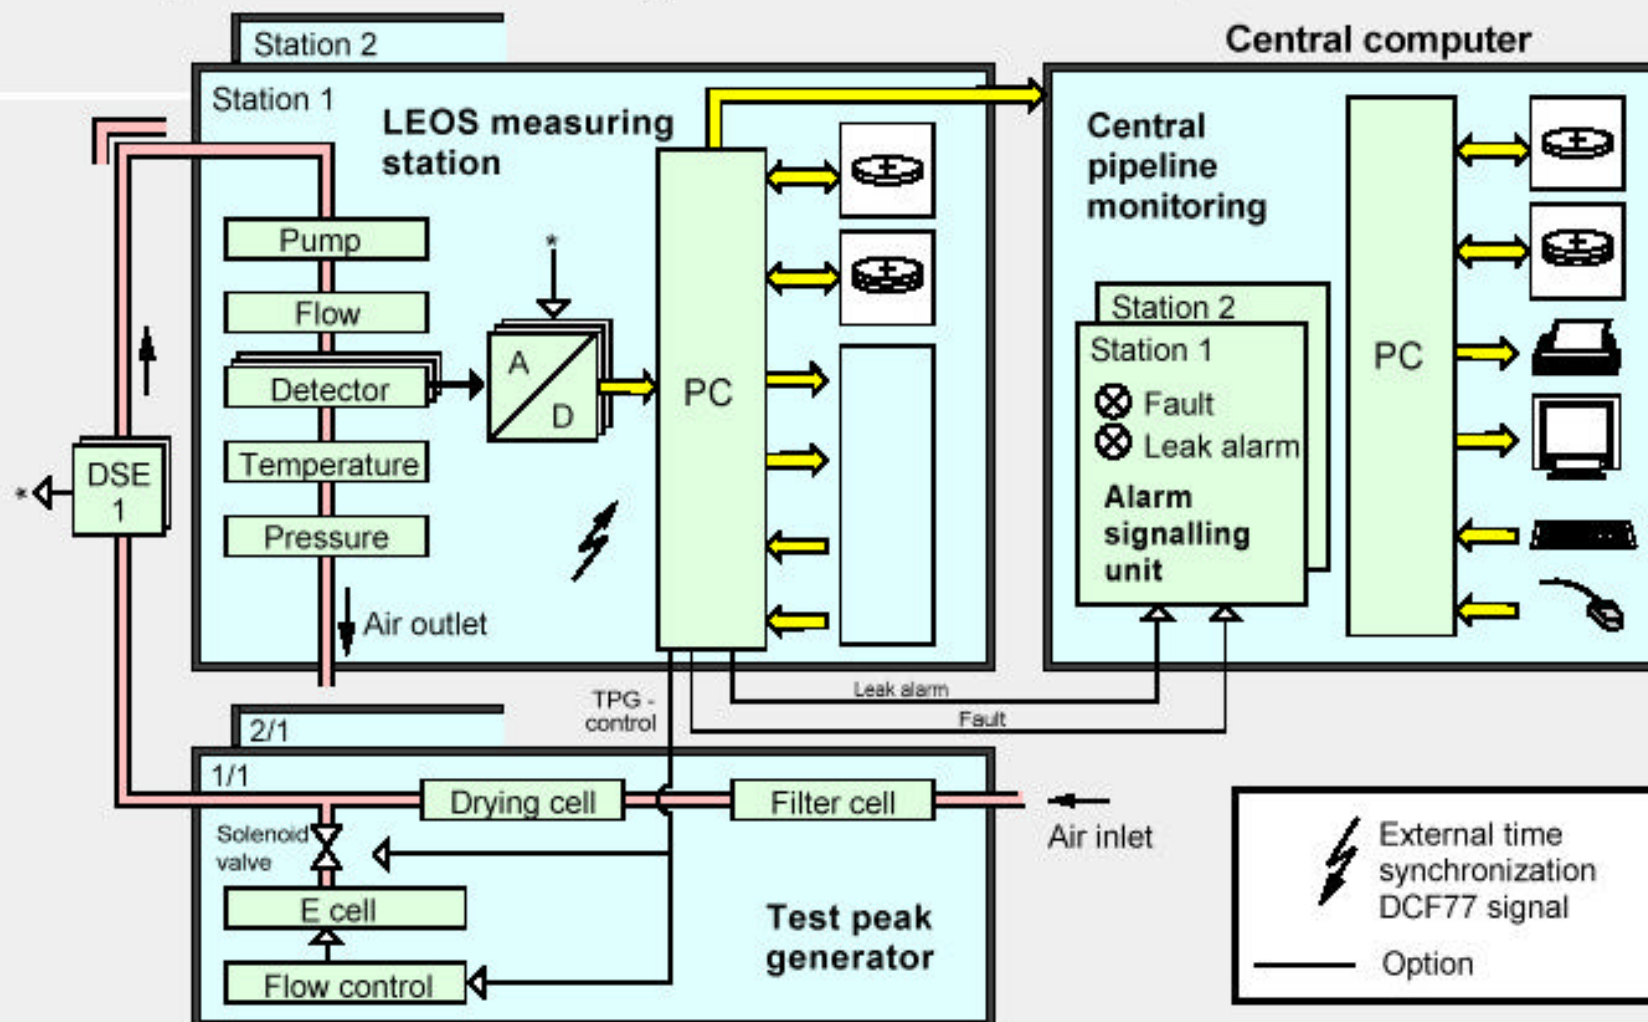 Station 2
Central computer
Station 1
LEOS measuring
station
Central
pipeline
monitoring
Pump
*
Flow
Station 2
Station 1
A
D
PC
PC
Detector
Fault
Leak alarm
Temperature
DSE
1
*
Alarm
signalling
unit
Pressure
Air outlet
TPG -
control
Leak alarm
Fault
2/1
1/1
Drying cell
Filter cell
Air inlet
Solenoid
valve
E cell
Flow control
Test peak
generator
External time
synchronization
DCF77 signal
Option